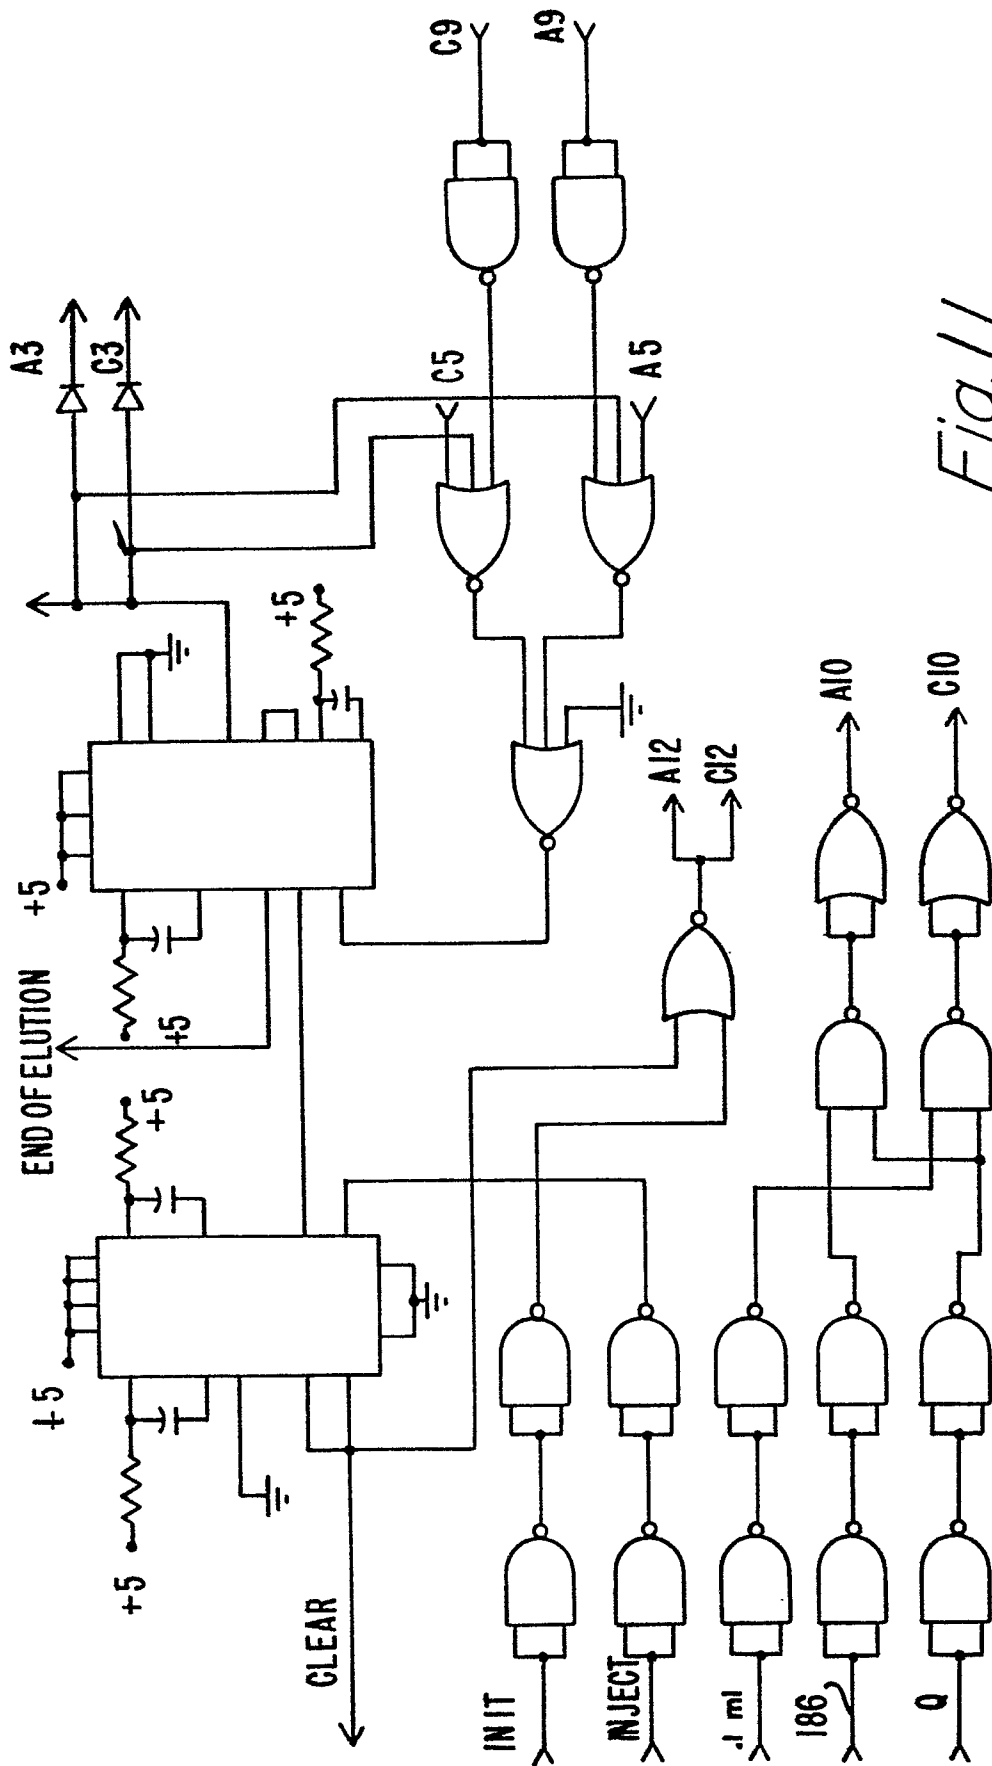 A3
C3
+5
END OF ELUTION
+5
+5
+5
+5
+5
C9
A9
C5
A5
CLEAR
A12
C12
INIT
INJECT
.1 ml
186
Q
A10
C10
Fig. 11